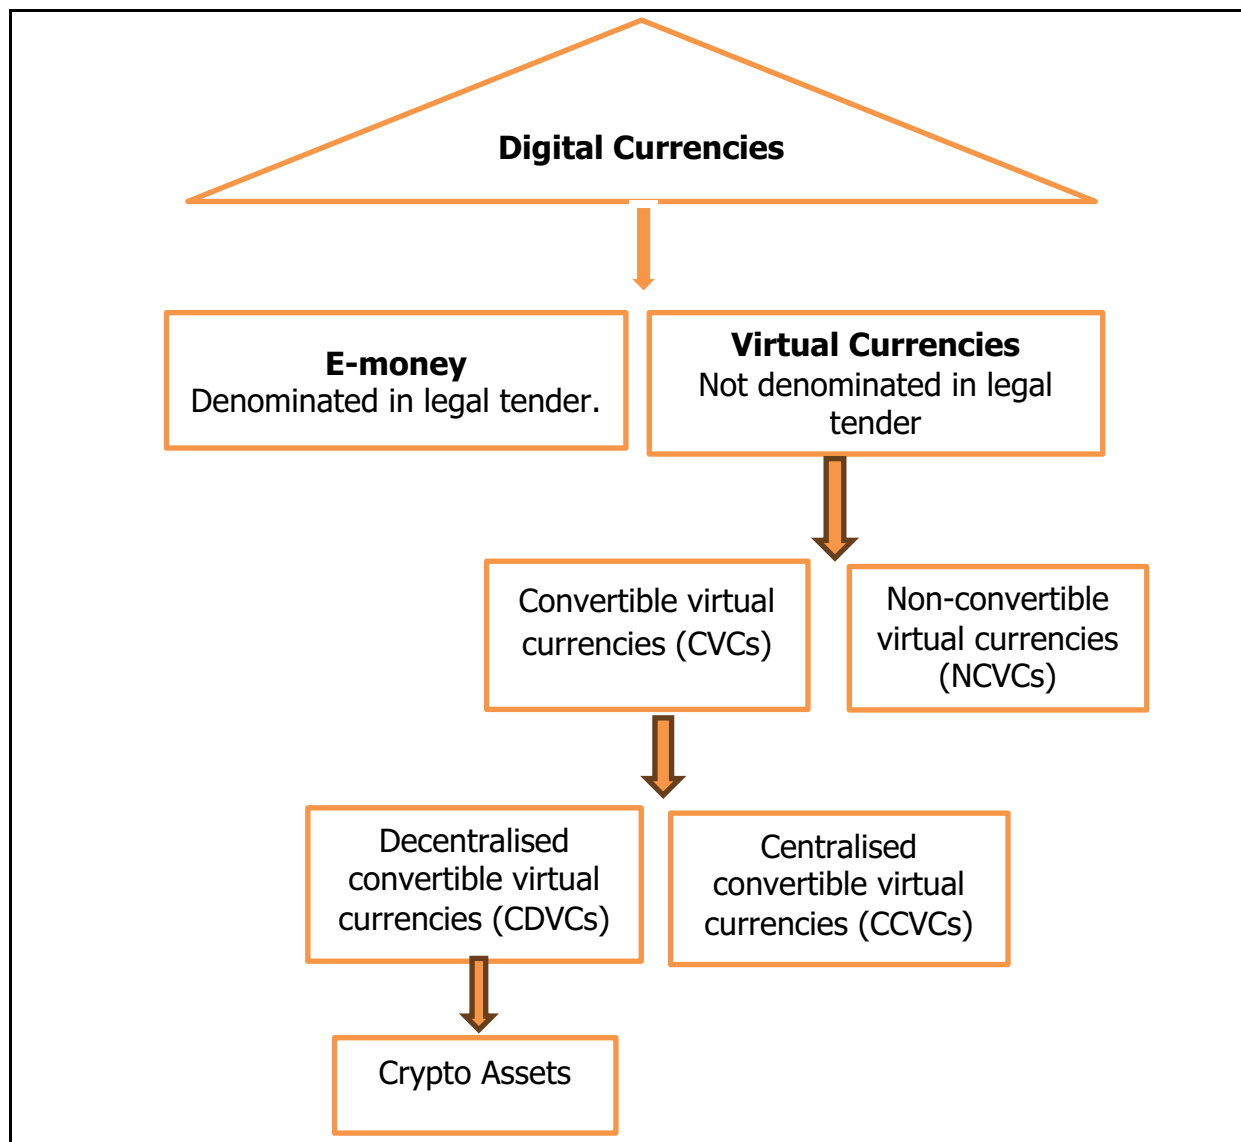 Digital Currencies
E-money
Denominated in legal tender.
Virtual Currencies
Not denominated in legal
tender
Convertible virtual
currencies (CVCs)
Non-convertible
virtual currencies
(NCVCs)
Decentralised
convertible virtual
currencies (CDVCs)
Centralised
convertible virtual
currencies (CCVCs)
Crypto Assets